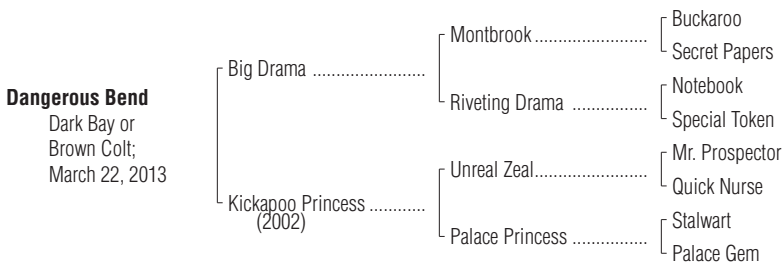 Buckaroo
Montbrook
Secret Papers
Big Drama
Notebook
Riveting Drama
Special Token
Dangerous Bend
Dark Bay or
Brown Colt;
March 22, 2013
Mr. Prospector
Unreal Zeal
Quick Nurse
Kickapoo Princess
(2002)
Stalwart
Palace Princess
Palace Gem